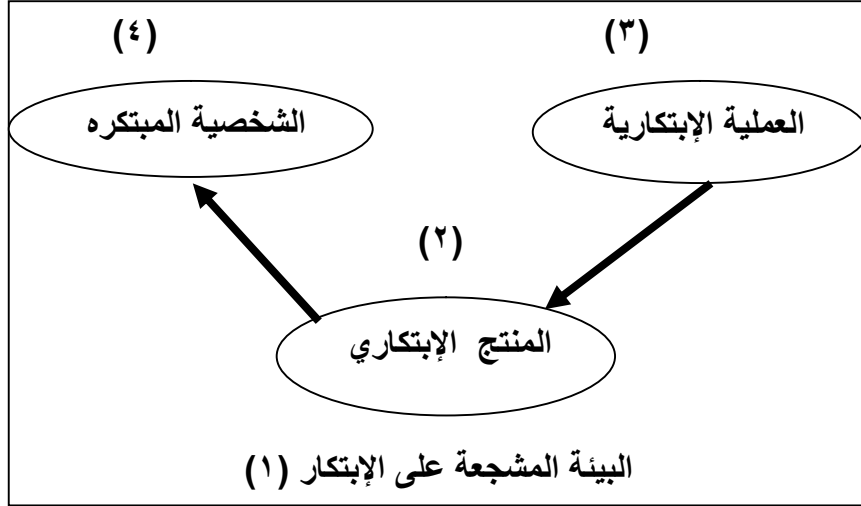 (٣)
(٤)
العملية الإبتكارية
الشخصية المبتكره
(٢)
المنتج الإبتكاري
البيئة المشجعة على الإبتكار (١)